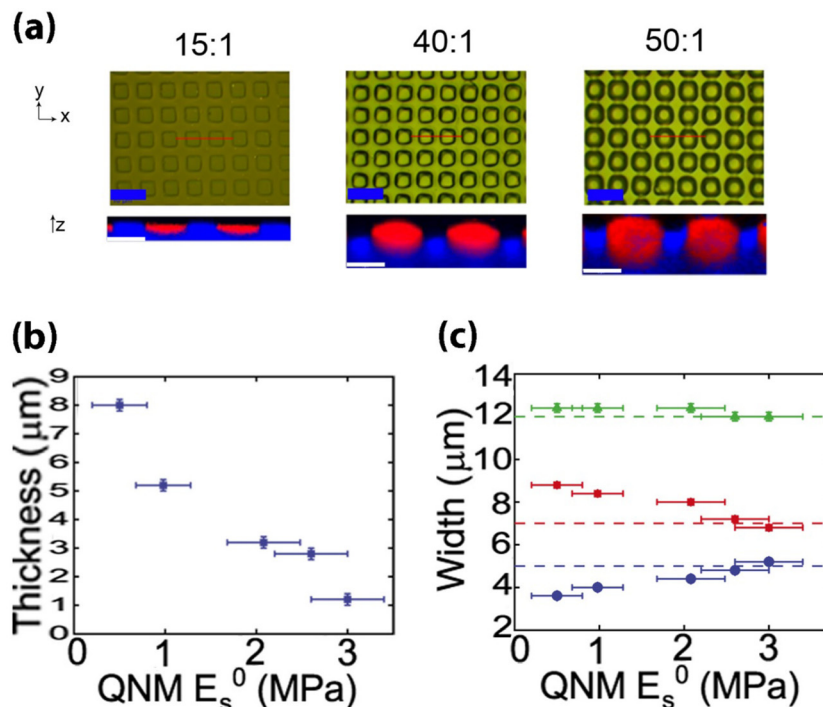 (a)
15:1 40:1 50:1
y
x
z
(b)
Thickness (μm)
9
8
7
6
5
4
3
2
1
0
0 1 2 3
QNM E_s^0 (MPa)
(c)
Width (μm)
14
12
10
8
6
4
2
0 1 2 3
QNM E_s^0 (MPa)